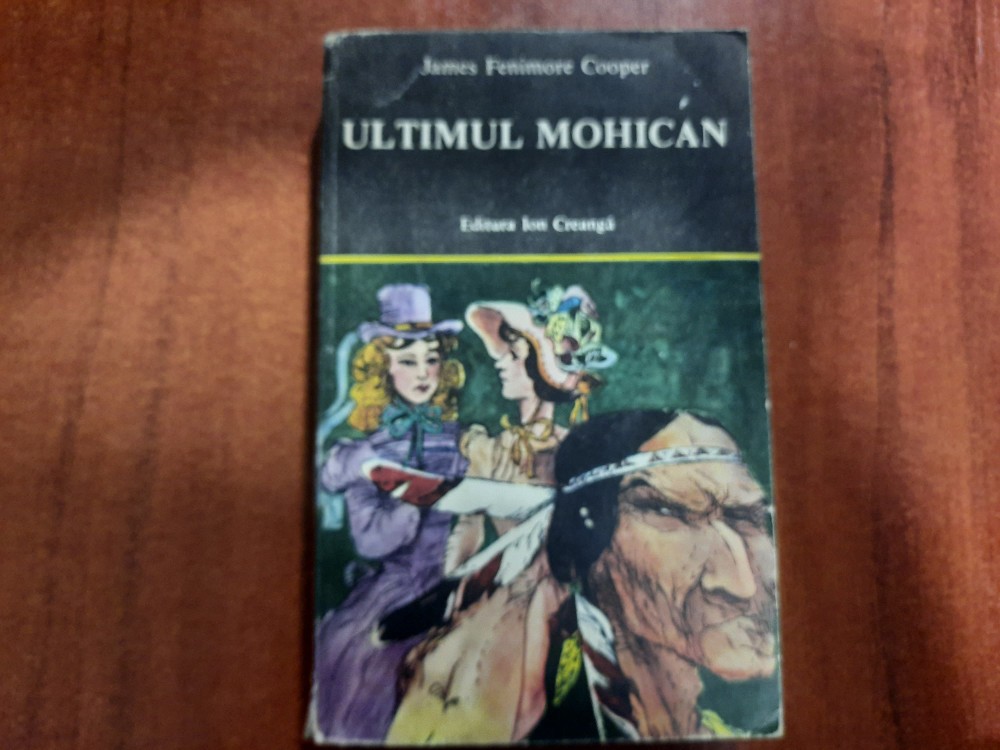 James Fenimore Cooper
ULTIMUL MOHICAN
Editura Ion Creangă